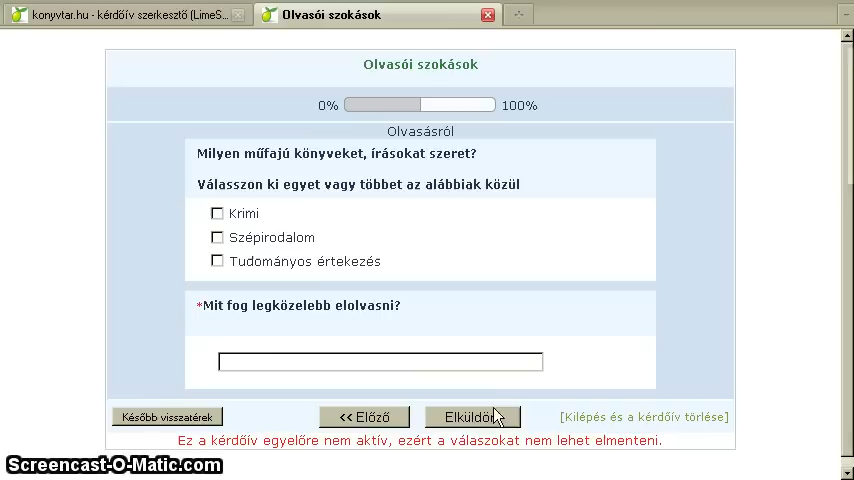 konyvtar.hu - kérdőív szerkesztő (LimeS...
Olvasói szokások
Olvasói szokások
0% 100%
Olvasásról
Milyen műfajú könyveket, írásokat szeret?
Válasszon ki egyet vagy többet az alábbiak közül
Krimi
Szépirodalom
Tudományos értekezés
*Mit fog legközelebb elolvasni?
Később visszatérek
<< Előző
[Kilépés és a kérdőív törlése]
Ez a kérdőív egyelőre nem aktív, ezért a válaszokat nem lehet elmenteni.
Screencast-O-Matic.com